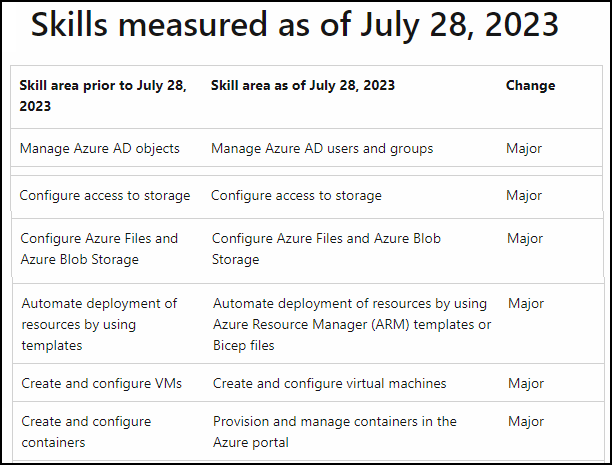 Skills measured as of July 28, 2023
Skill area prior to July 28, 2023 Skill area as of July 28, 2023 Change
Manage Azure AD objects Manage Azure AD users and groups Major
Configure access to storage Configure access to storage Major
Configure Azure Files and Azure Blob Storage Configure Azure Files and Azure Blob Storage Major
Automate deployment of resources by using templates Automate deployment of resources by using Azure Resource Manager (ARM) templates or Bicep files Major
Create and configure VMs Create and configure virtual machines Major
Create and configure containers Provision and manage containers in the Azure portal Major